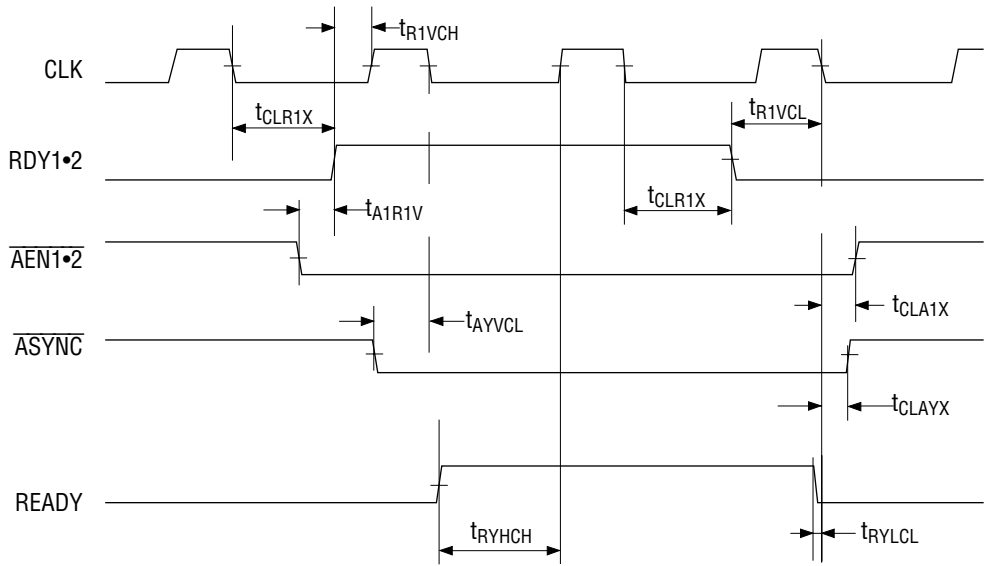 tR1VCH
CLK
tCLR1X
tR1VCL
RDY1•2
tA1R1V
tCLR1X
AEN1•2
tCLA1X
tAYVCL
ASYNC
tCLAYX
READY
tRYHCH
tRYLCL